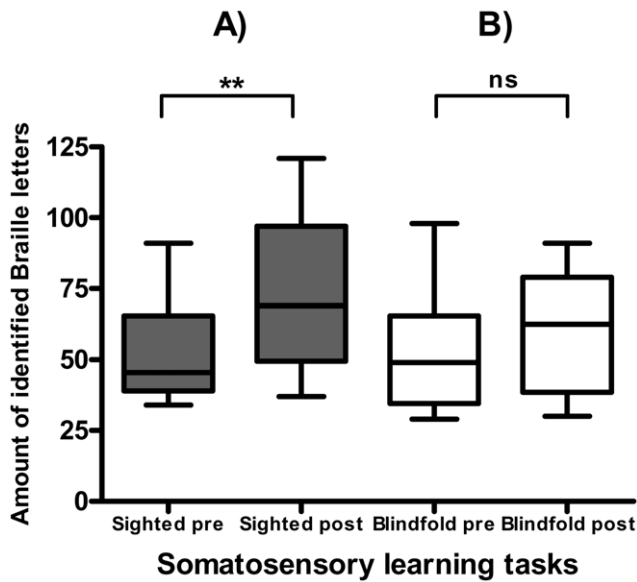 A) B)
** ns
Amount of identified Braille letters
125
100
75
50
25
0
Sighted pre Sighted post Blindfold pre Blindfold post
Somatosensory learning tasks